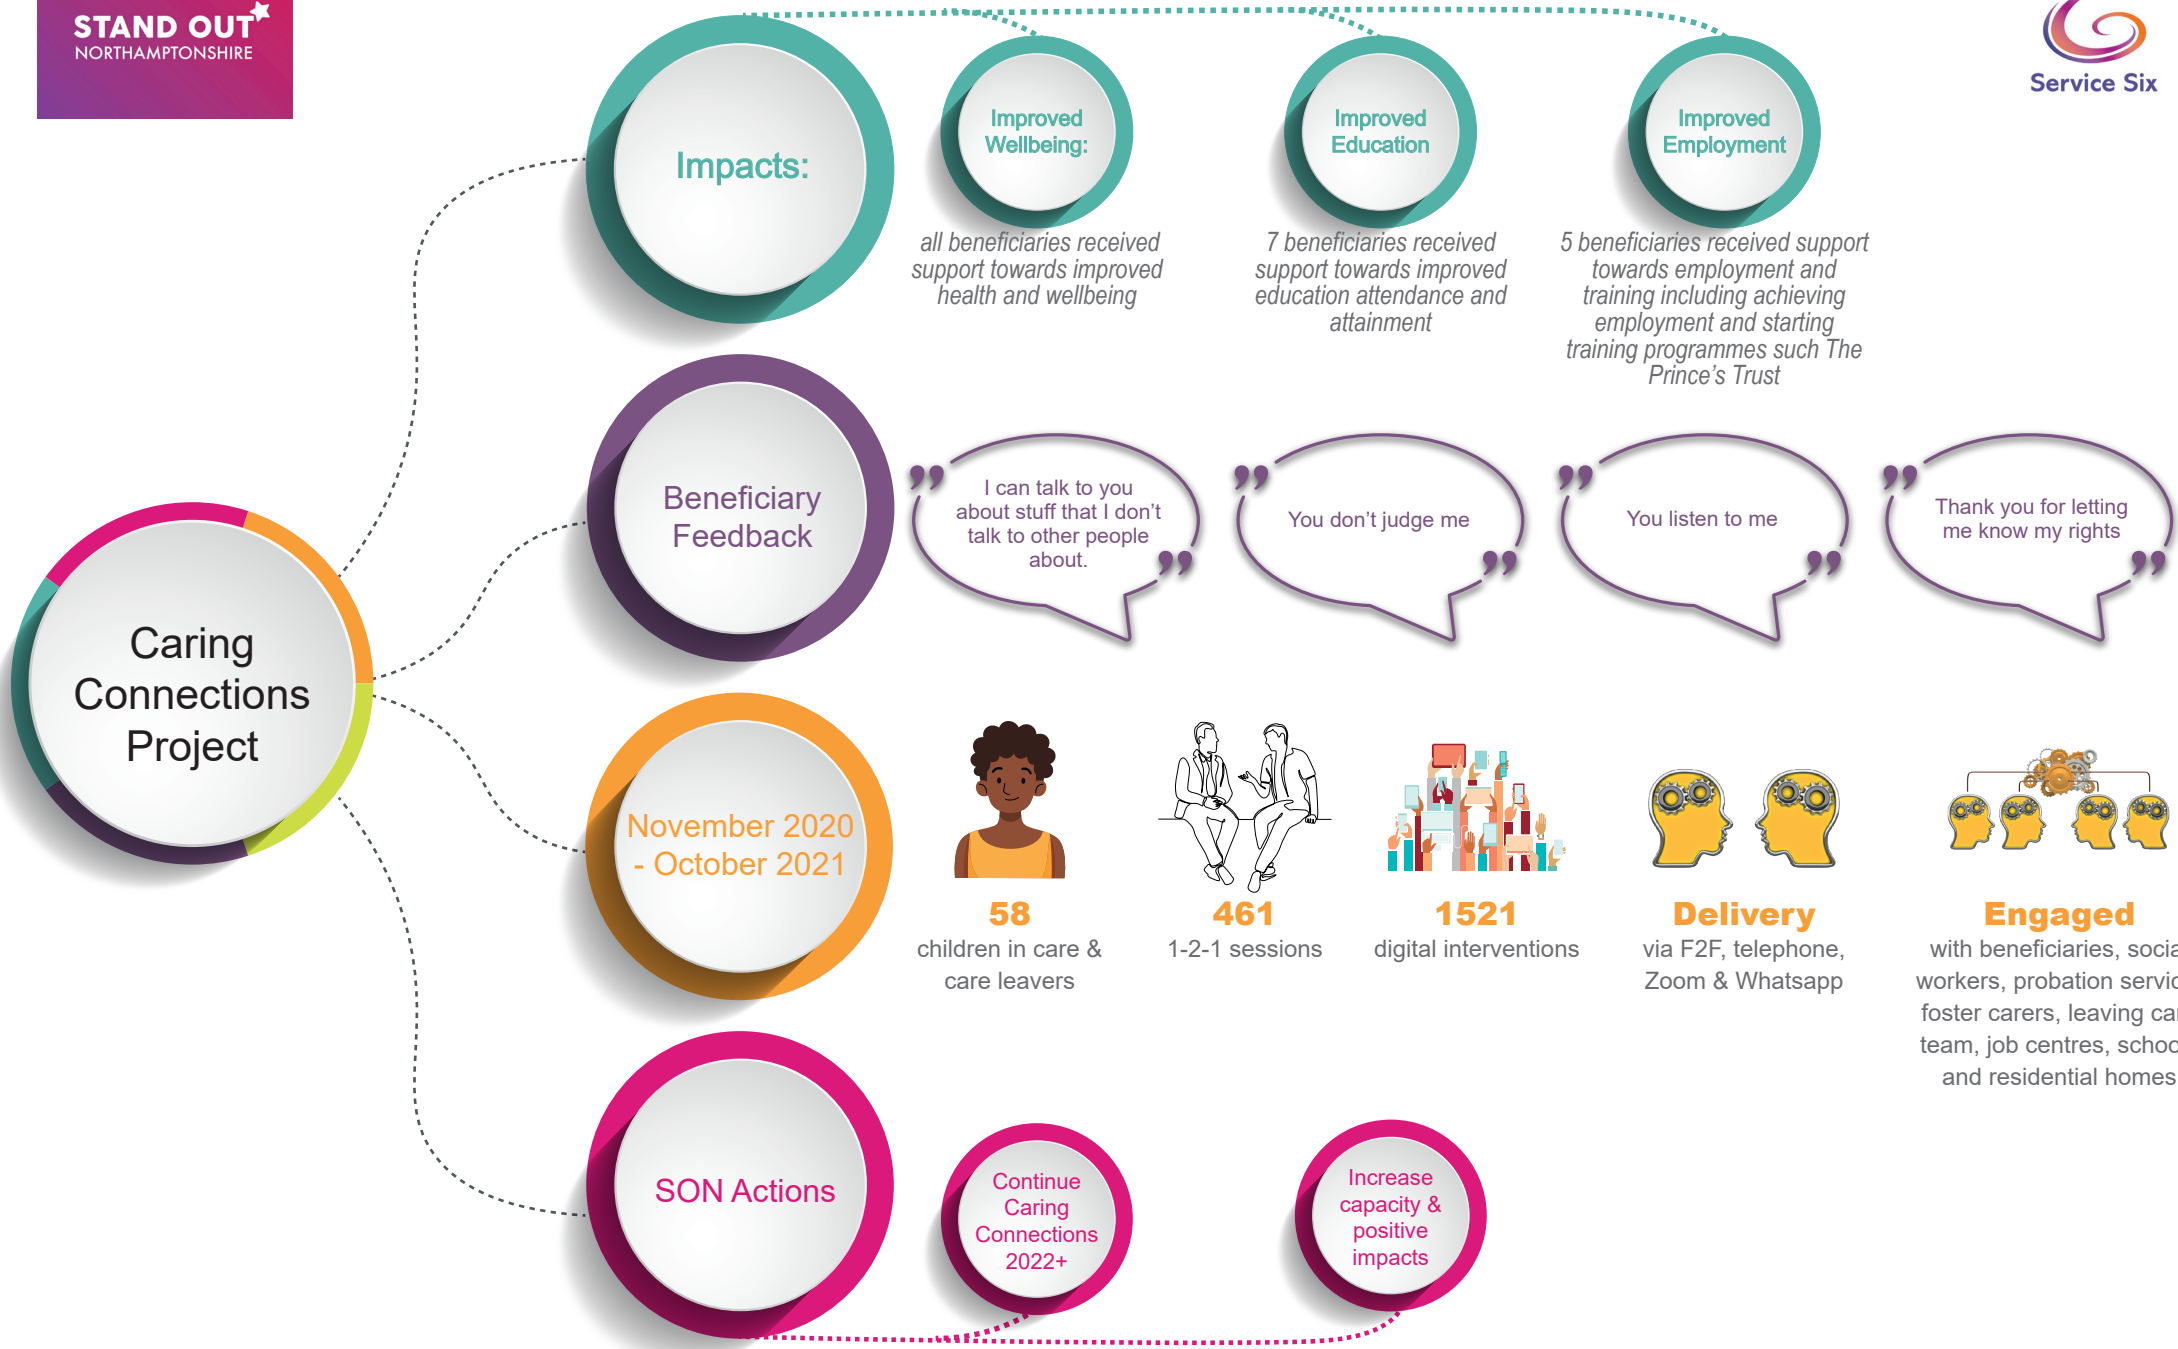 STAND OUT
NORTHAMPTONSHIRE
Service Six
Caring
Connections
Project
Impacts:
Improved
Wellbeing:
all beneficiaries received
support towards improved
health and wellbeing
Improved
Education
7 beneficiaries received
support towards improved
education attendance and
attainment
Improved
Employment
5 beneficiaries received support
towards employment and
training including achieving
employment and starting
training programmes such The
Prince's Trust
Beneficiary
Feedback
I can talk to you
about stuff that I don't
talk to other people
about.
You don't judge me
You listen to me
Thank you for letting
me know my rights
November 2020
- October 2021
58
children in care &
care leavers
461
1-2-1 sessions
1521
digital interventions
Delivery
via F2F, telephone,
Zoom & Whatsapp
Engaged
with beneficiaries,
workers, probation
foster carers, leaving
team, job centres,
and residential homes
SON Actions
Continue
Caring
Connections
2022+
Increase
capacity &
positive
impacts